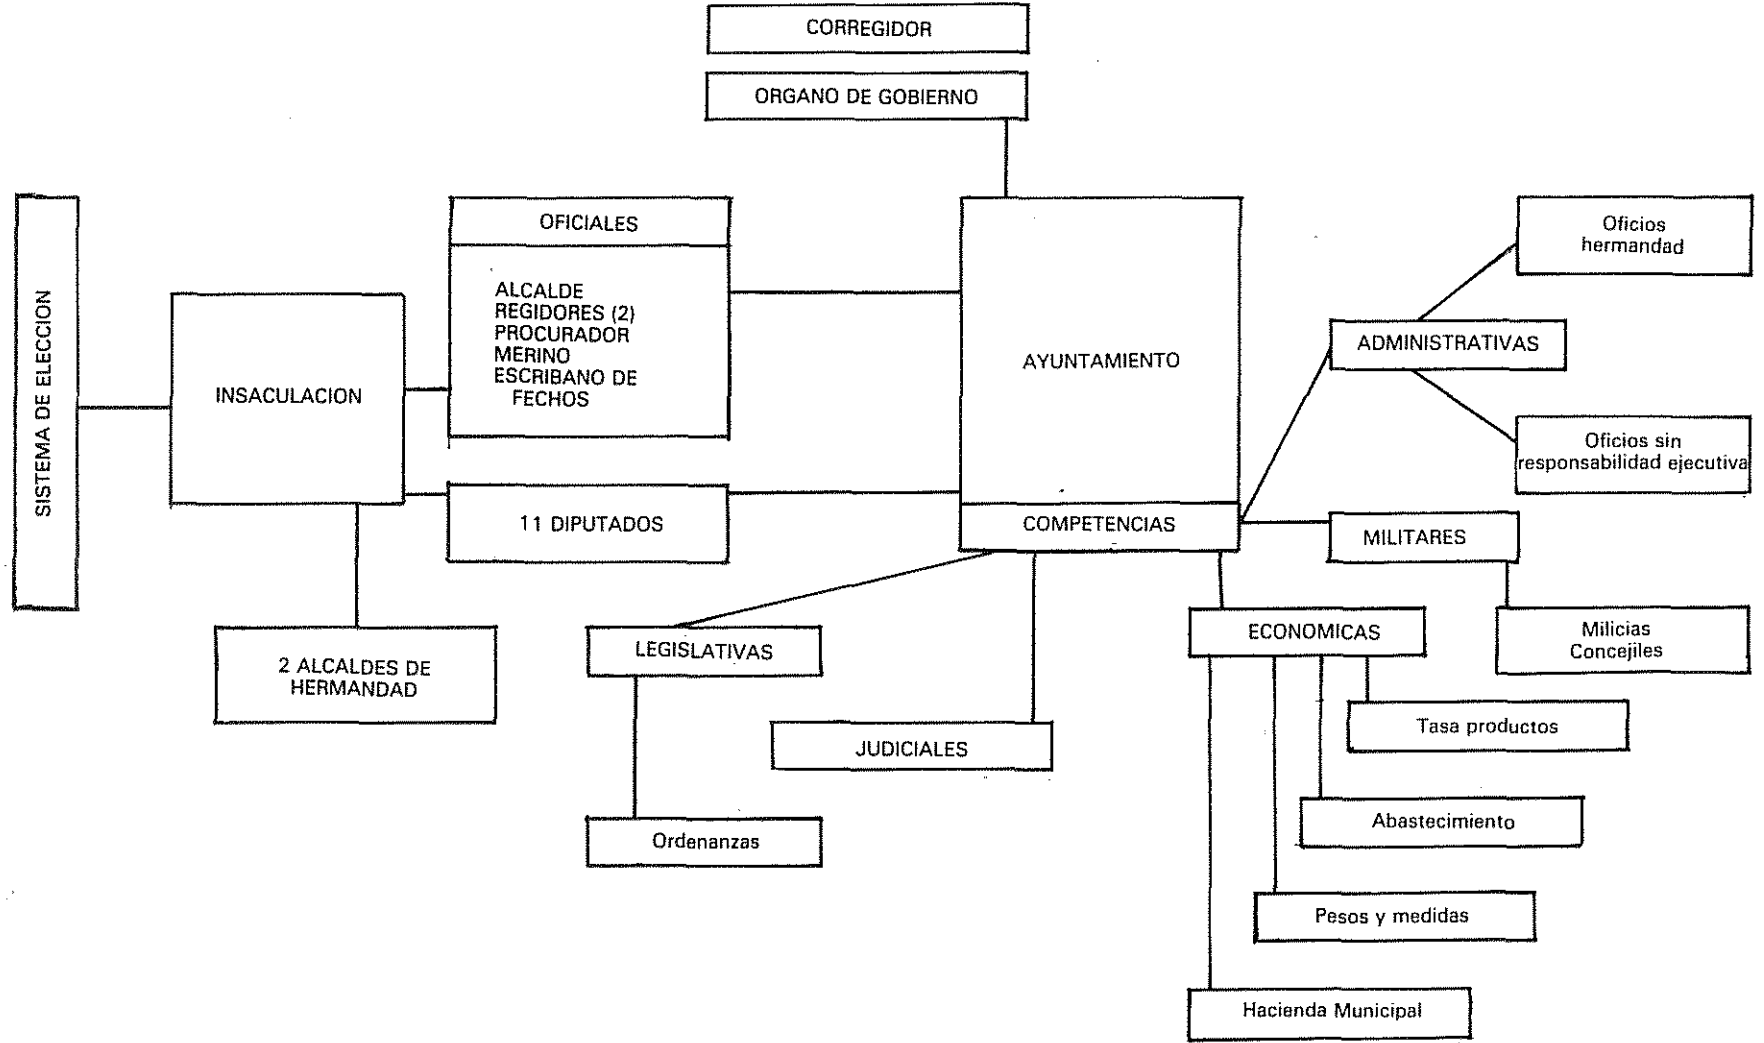 CORREGIDOR
ORGANO DE GOBIERNO
SISTEMA DE ELECCION
INSACULACION
OFICIALES
ALCALDE
REGIDORES (2)
PROCURADOR
MERINO
ESCRIBANO DE
FECHOS
11 DIPUTADOS
2 ALCALDES DE
HERMANDAD
AYUNTAMIENTO
COMPETENCIAS
Oficios
hermandad
ADMINISTRATIVAS
Oficios sin
responsabilidad ejecutiva
MILITARES
Milicias
Concejiles
LEGISLATIVAS
Ordenanzas
JUDICIALES
ECONOMICAS
Tasa productos
Abastecimiento
Pesos y medidas
Hacienda Municipal